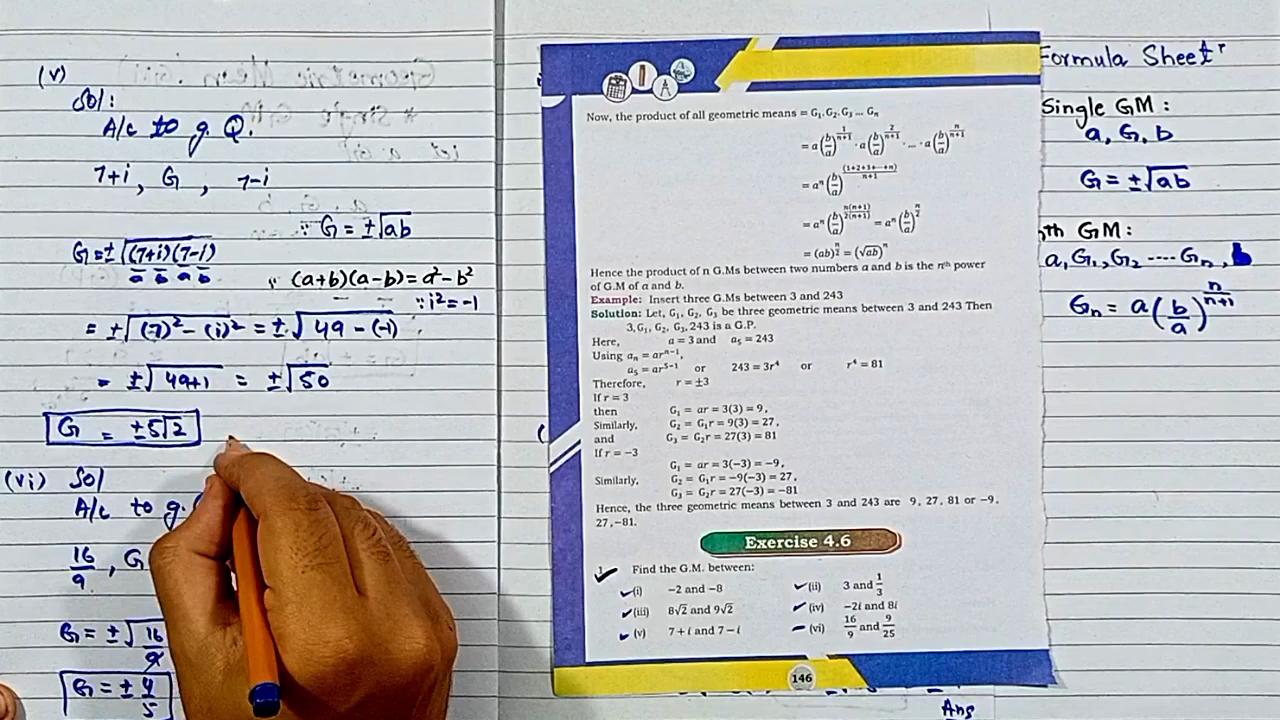 (v)
Sol:
A/c to g. Q.
7+i, G, 7-i
∵ G = ±√ab
G = ±√(7+i)(7-i)
a b a b
∵ (a+b)(a-b) = a²-b²
∵ i² = -1
= ±√(7)² - (i)² = ±√49 - (-1)
= ±√49+1 = ±√50
G = ±5√2
(vi) Sol
A/c to g.
16/9, G
G = ±√16/9
G = ±4/5
Now, the product of all geometric means = G₁.G₂.G₃ ... Gₙ
= a(b/a)^(1/(n+1)) · a(b/a)^(2/(n+1)) · ... · a(b/a)^(n/(n+1))
= aⁿ(b/a)^((1+2+3+⋯+n)/(n+1))
= aⁿ(b/a)^(n(n+1)/2(n+1)) = aⁿ(b/a)^(n/2)
= (ab)^(n/2) = (√ab)ⁿ
Hence the product of n G.Ms between two numbers a and b is the nᵗʰ power
of G.M of a and b.
Example: Insert three G.Ms between 3 and 243
Solution: Let, G₁, G₂, G₃ be three geometric means between 3 and 243 Then
3,G₁, G₂, G₃,243 is a G.P.
Here, a = 3 and a₅ = 243
Using aₙ = arⁿ⁻¹,
a₅ = ar⁵⁻¹ or 243 = 3r⁴ or r⁴ = 81
Therefore, r = ±3
If r = 3
then G₁ = ar = 3(3) = 9,
Similarly, G₂ = G₁r = 9(3) = 27,
and G₃ = G₂r = 27(3) = 81
If r = −3
G₁ = ar = 3(−3) = −9,
Similarly, G₂ = G₁r = −9(−3) = 27,
G₃ = G₂r = 27(−3) = −81
Hence, the three geometric means between 3 and 243 are 9, 27, 81 or −9,
27,−81.
Exercise 4.6
1. Find the G.M. between:
(i) −2 and −8 (ii) 3 and 1/3
(iii) 8√2 and 9√2 (iv) −2i and 8i
(v) 7 + i and 7 − i (vi) 16/9 and 9/25
146
Formula Sheet
Single GM:
a, G, b
G = ±√ab
nth GM:
a, G₁, G₂ ---- Gₙ, b
Gₙ = a(b/a)^(n/(n+1))
Ans